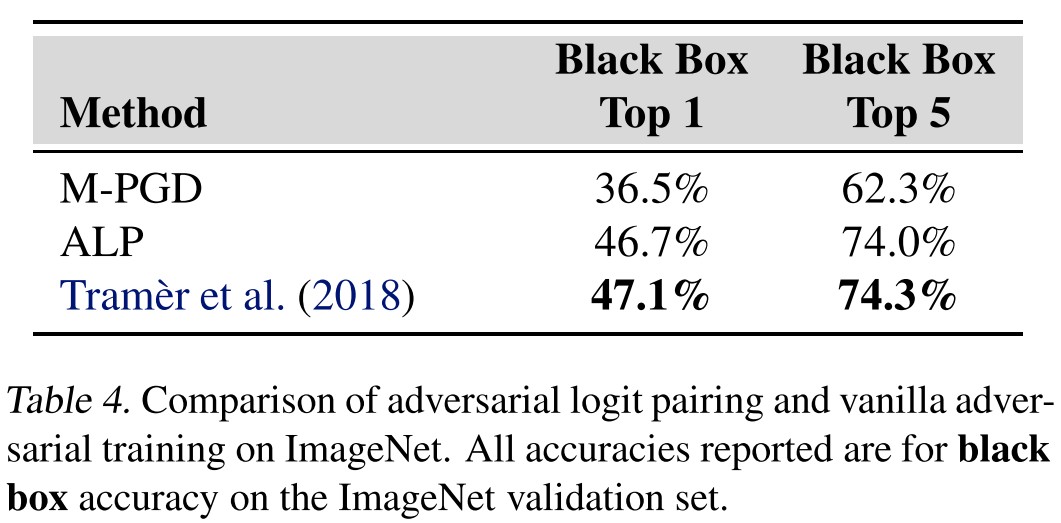 Method Black Box Top 1 Black Box Top 5
M-PGD 36.5% 62.3%
ALP 46.7% 74.0%
Tramèr et al. (2018) 47.1% 74.3%
Table 4. Comparison of adversarial logit pairing and vanilla adver-
sarial training on ImageNet. All accuracies reported are for black
box accuracy on the ImageNet validation set.